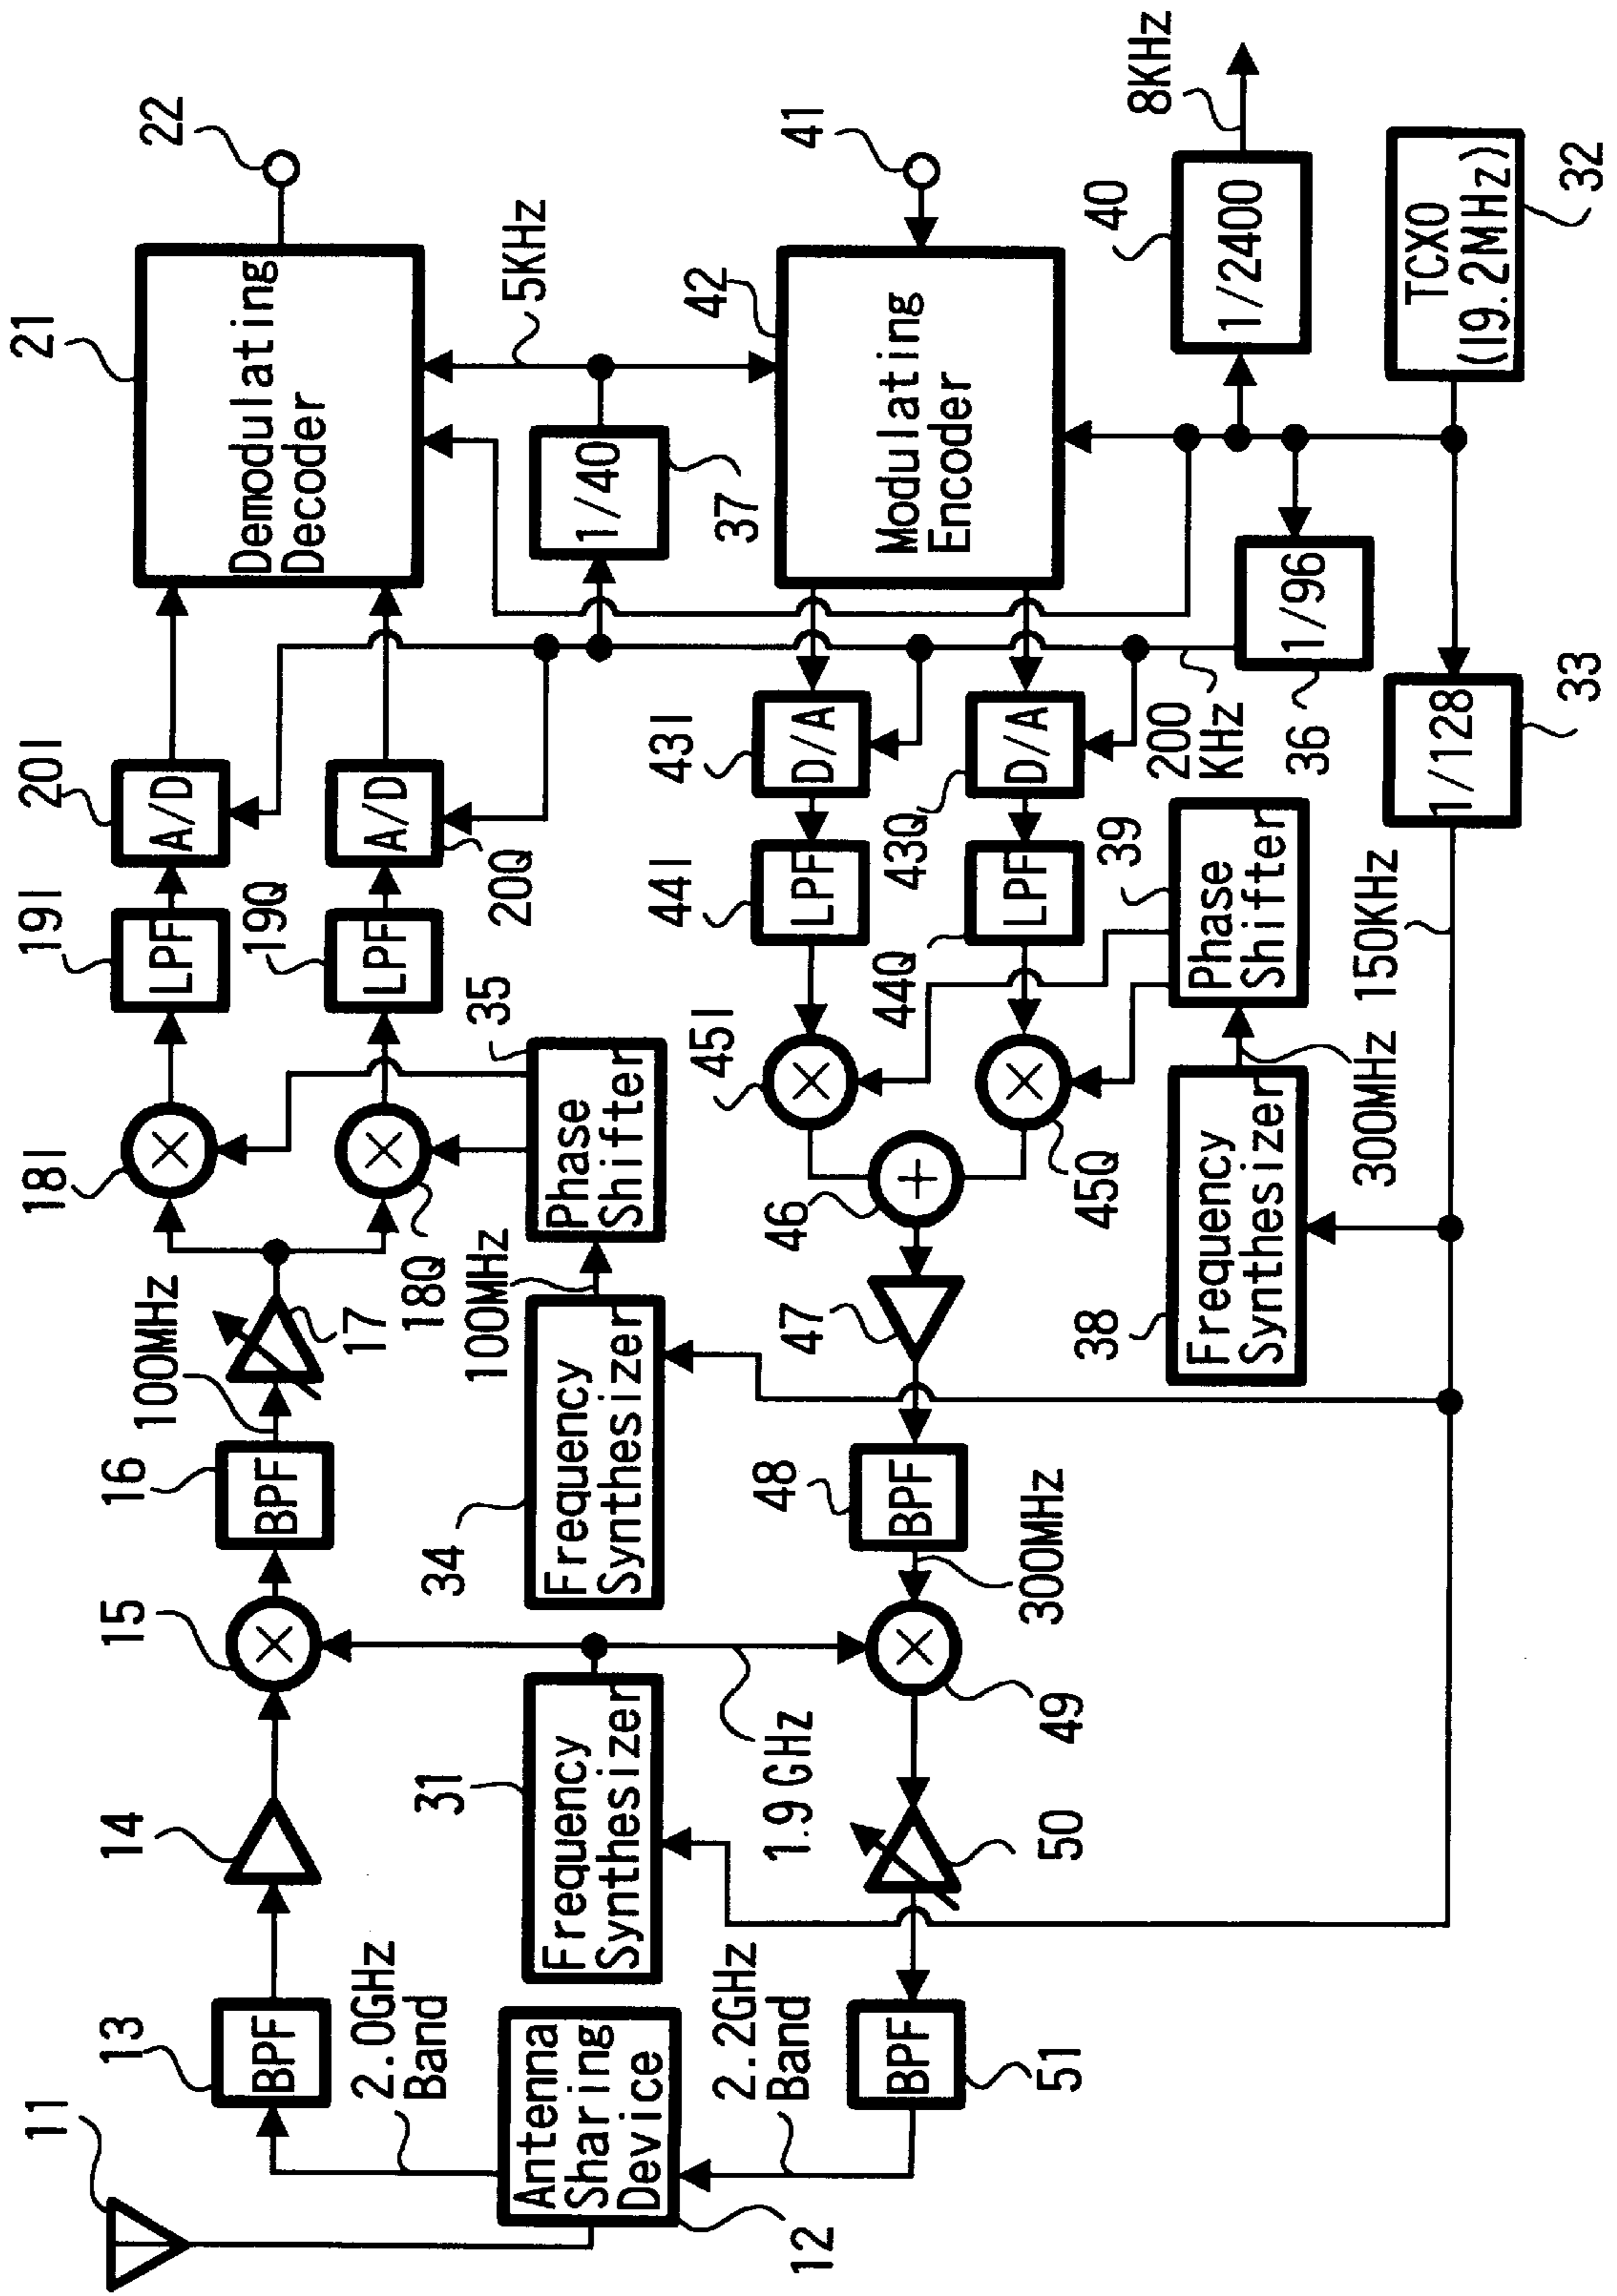 11
12
Antenna
Sharing
Device
2.0GHz
Band
2.2GHz
Band
13
BPF
14
15
16
BPF
100MHz
17
18I
18Q
19I
LPF
19Q
LPF
20I
A/D
20Q
A/D
21
Demodulating
Decoder
22
31
Frequency
Synthesizer
1.9GHz
34
Frequency
Synthesizer
100MHz
35
Phase
Shifter
1/40
37
5KHz
41
42
Modulating
Encoder
43I
D/A
43Q
D/A
44I
LPF
44Q
LPF
45I
45Q
46
47
48
BPF
300MHz
49
50
51
BPF
38
Frequency
Synthesizer
300MHz
39
Phase
Shifter
150KHz
200
KHz
36
1/96
33
1/128
40
1/2400
8KHz
TCXO
(19.2MHz)
32